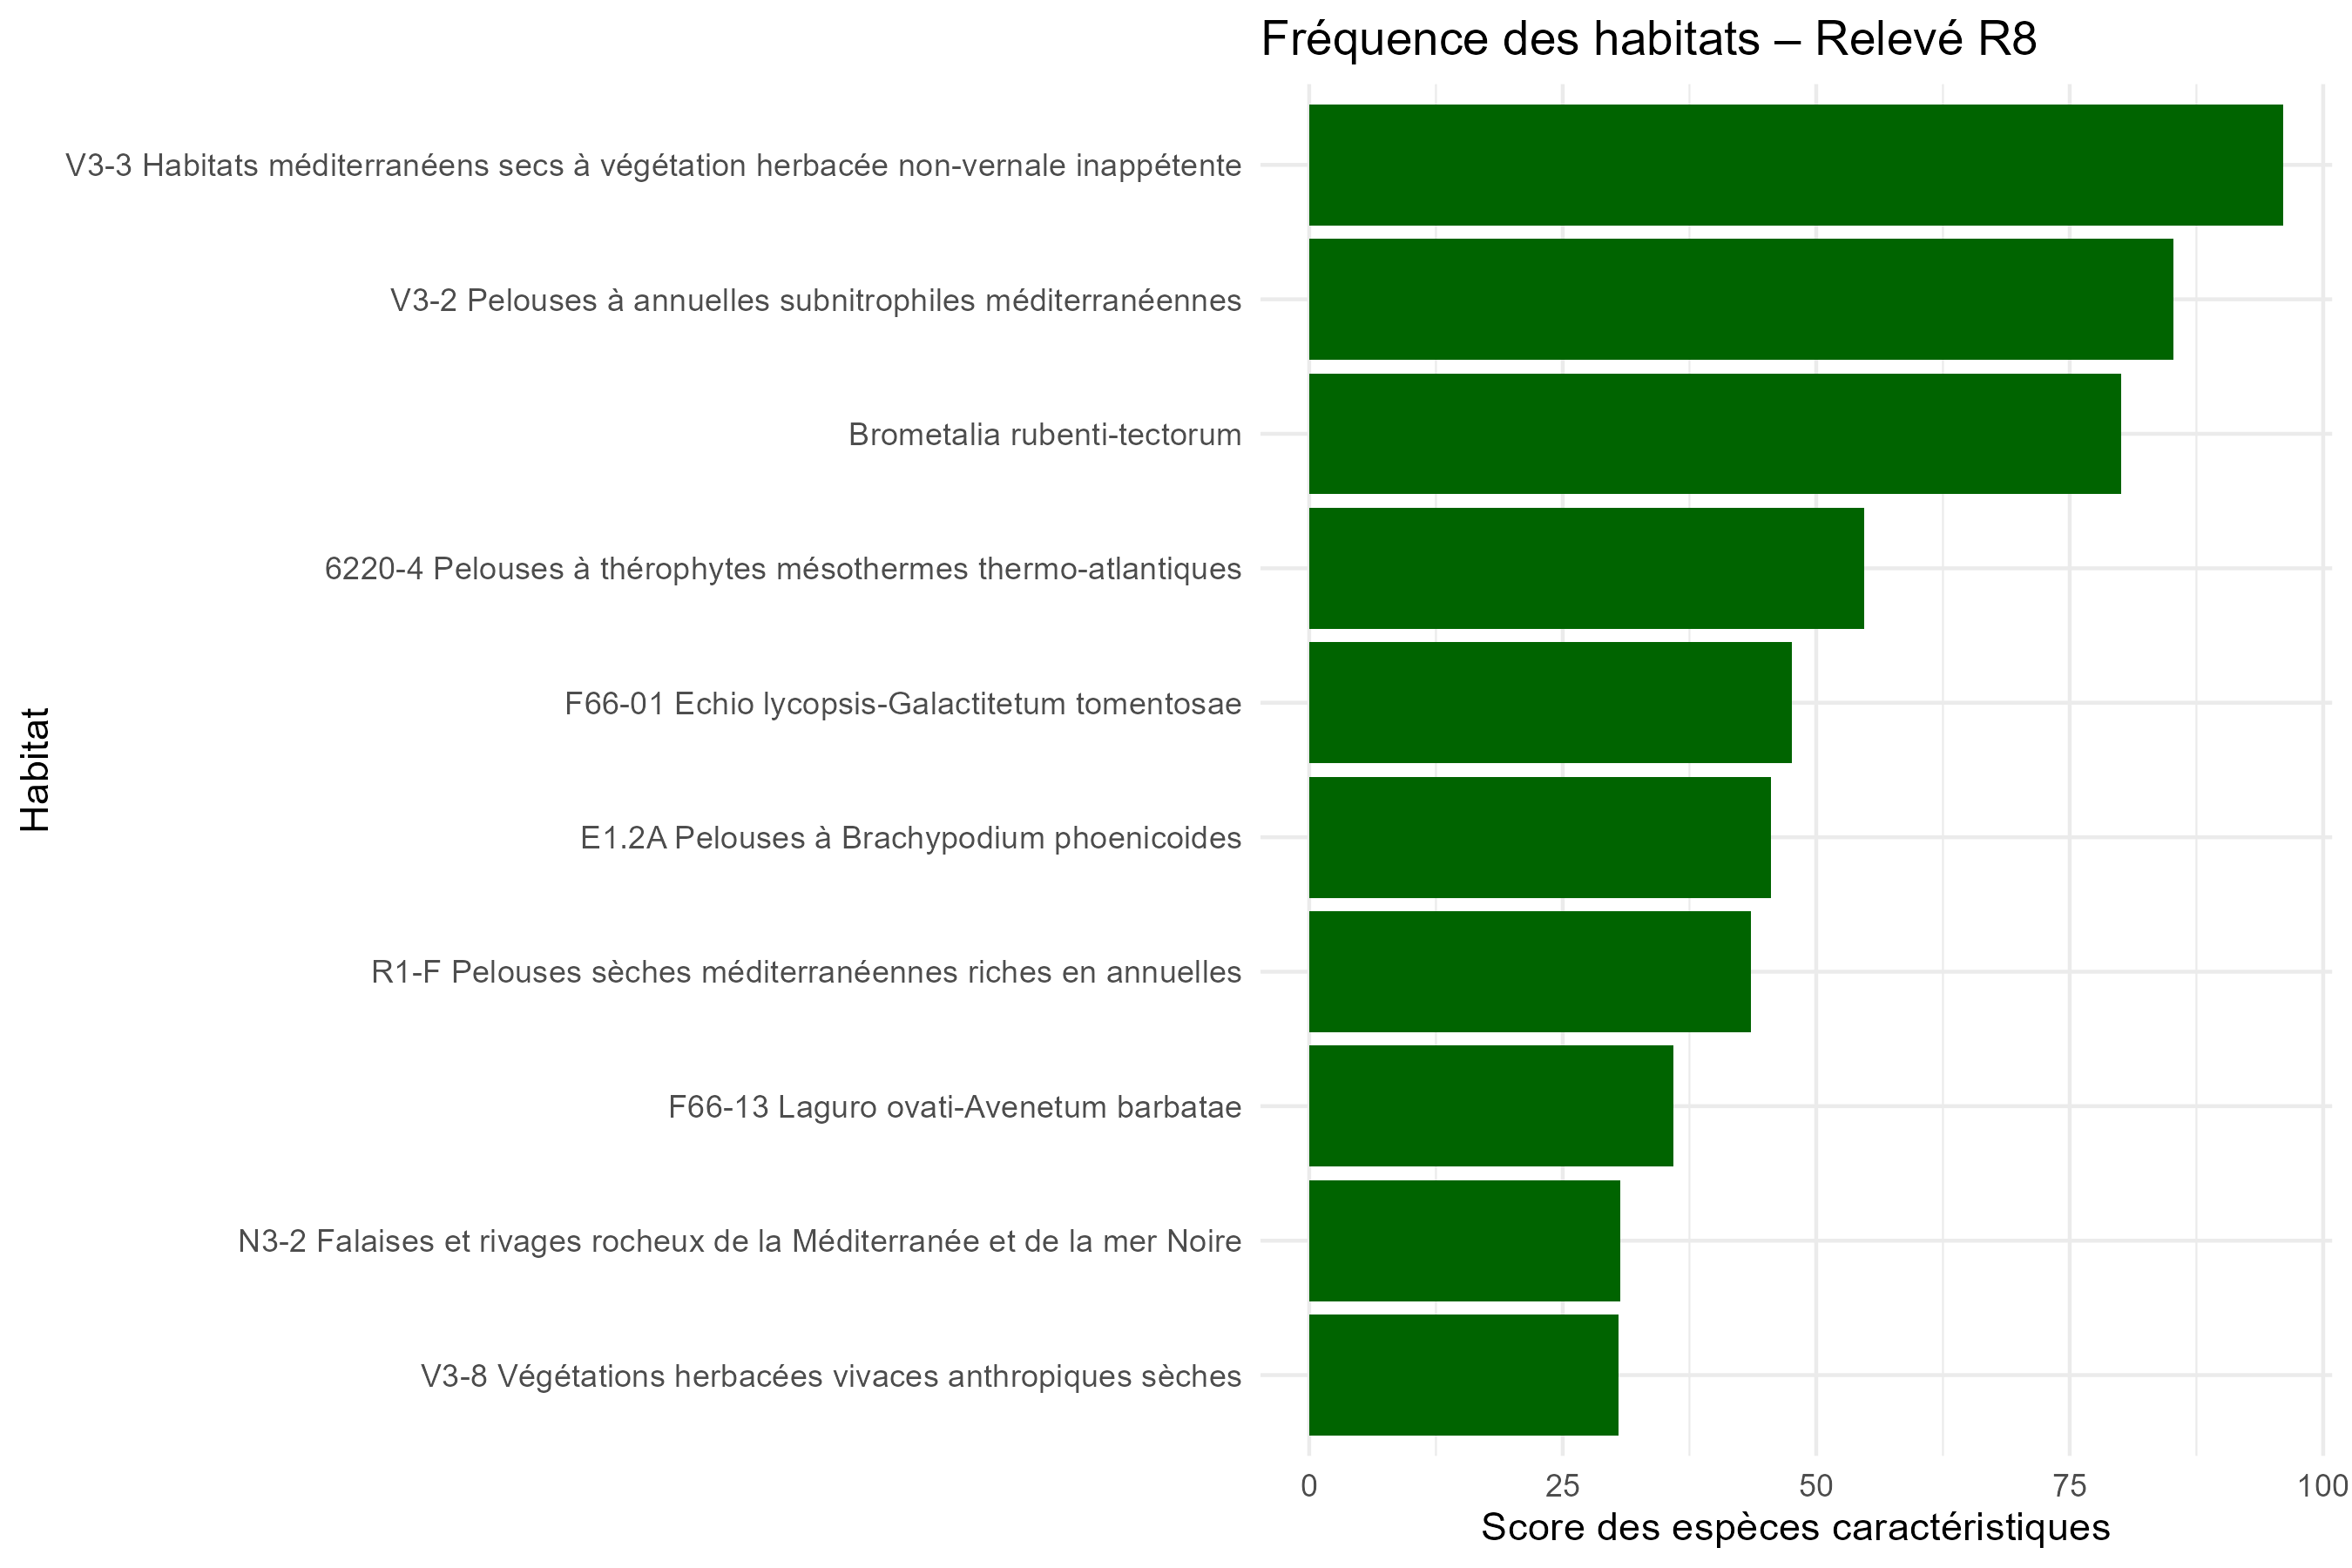 Fréquence des habitats – Relevé R8
V3-3 Habitats méditerranéens secs à végétation herbacée non-vernale inappétente
V3-2 Pelouses à annuelles subnitrophiles méditerranéennes
Brometalia rubenti-tectorum
6220-4 Pelouses à thérophytes mésothermes thermo-atlantiques
F66-01 Echio lycopsis-Galactitetum tomentosae
E1.2A Pelouses à Brachypodium phoenicoides
R1-F Pelouses sèches méditerranéennes riches en annuelles
F66-13 Laguro ovati-Avenetum barbatae
N3-2 Falaises et rivages rocheux de la Méditerranée et de la mer Noire
V3-8 Végétations herbacées vivaces anthropiques sèches
Habitat
0 25 50 75 100
Score des espèces caractéristiques